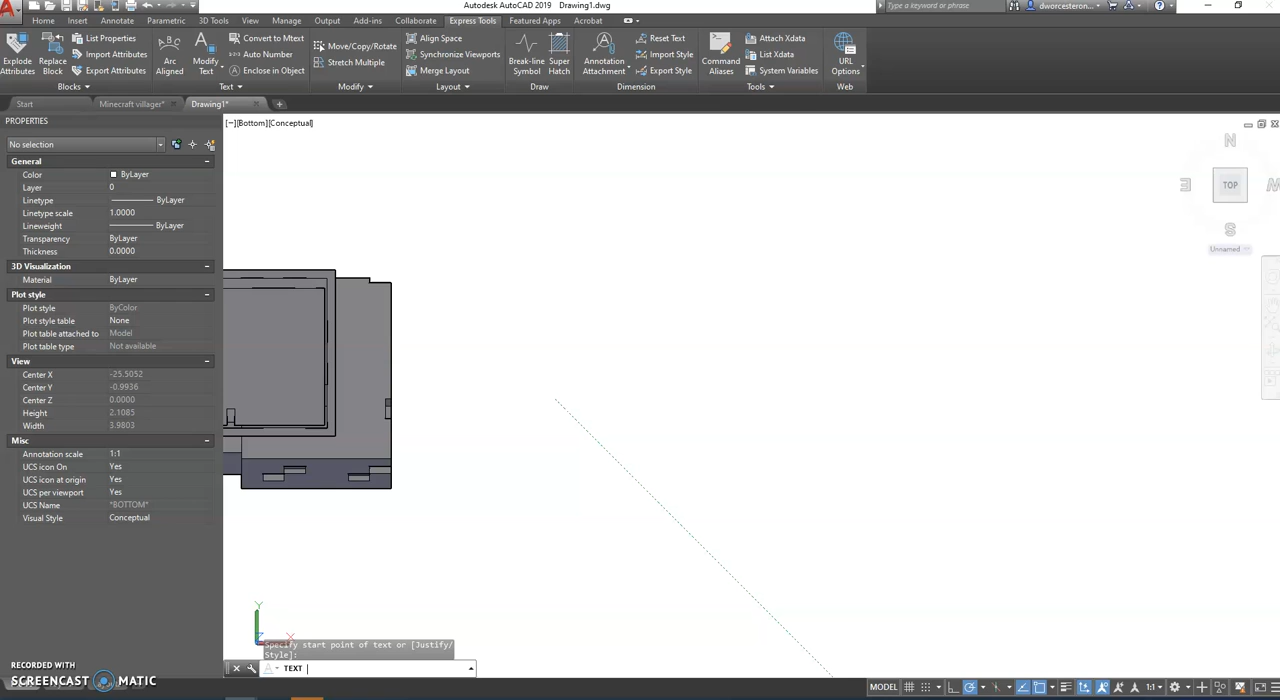 Autodesk AutoCAD 2019 Drawing1.dwg
Type a keyword or phrase
dworcesteron...
Home Insert Annotate Parametric 3D Tools View Manage Output Add-ins Collaborate Express Tools Featured Apps Acrobat
Explode Attributes
Replace Block
List Properties
Import Attributes
Export Attributes
Blocks
Arc Aligned
Modify Text
Convert to Mtext
Auto Number
Enclose in Object
Text
Move/Copy/Rotate
Stretch Multiple
Modify
Align Space
Synchronize Viewports
Merge Layout
Layout
Break-line Symbol
Super Hatch
Draw
Annotation Attachment
Reset Text
Import Style
Export Style
Dimension
Command Aliases
Attach Xdata
List Xdata
System Variables
Tools
URL Options
Web
Start Minecraft villager* Drawing1*
PROPERTIES
No selection
General
Color ByLayer
Layer 0
Linetype ByLayer
Linetype scale 1.0000
Lineweight ByLayer
Transparency ByLayer
Thickness 0.0000
3D Visualization
Material ByLayer
Plot style
Plot style ByColor
Plot style table None
Plot table attached to Model
Plot table type Not available
View
Center X -25.5052
Center Y -0.9936
Center Z 0.0000
Height 2.1085
Width 3.9803
Misc
Annotation scale 1:1
UCS icon On Yes
UCS icon at origin Yes
UCS per viewport Yes
UCS Name *BOTTOM*
Visual Style Conceptual
[−][Bottom][Conceptual]
N
E TOP W
S
Unnamed
Y
X
Z
Specify start point of text or [Justify/
Style]:
TEXT
RECORDED WITH
SCREENCAST MATIC
MODEL 1:1